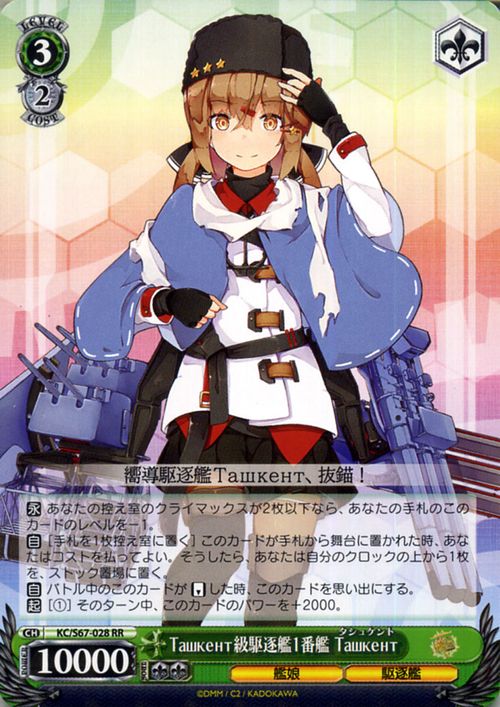 LEVEL
3
2
COST
嚮導駆逐艦Ташкент、抜錨！
永 あなたの控え室のクライマックスが2枚以下なら、あなたの手札のこの
カードのレベルを－1。
自 ［手札を1枚控え室に置く］ このカードが手札から舞台に置かれた時、あな
たはコストを払ってよい。そうしたら、あなたは自分のクロックの上から1枚
を、ストック置場に置く。
自 バトル中のこのカードが した時、このカードを思い出にする。
起 ［①］ そのターン中、このカードのパワーを＋2000。
CH KC/S67-028 RR
タシュケント
Ташкент級駆逐艦1番艦 Ташкент
POWER
10000
艦娘 駆逐艦
©DMM / C2 / KADOKAWA